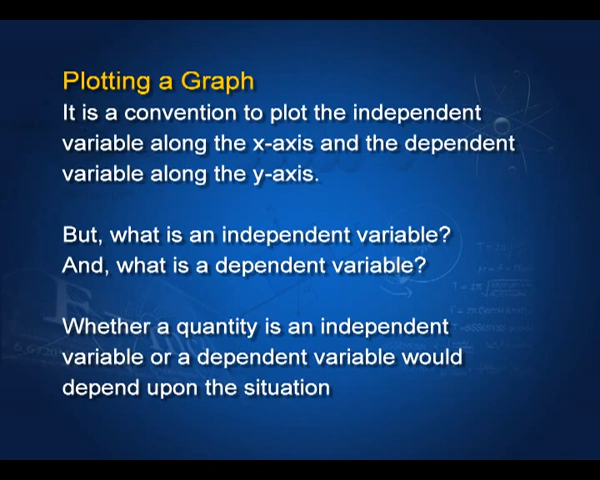 Plotting a Graph
It is a convention to plot the independent
variable along the x-axis and the dependent
variable along the y-axis.
But, what is an independent variable?
And, what is a dependent variable?
Whether a quantity is an independent
variable or a dependent variable would
depend upon the situation